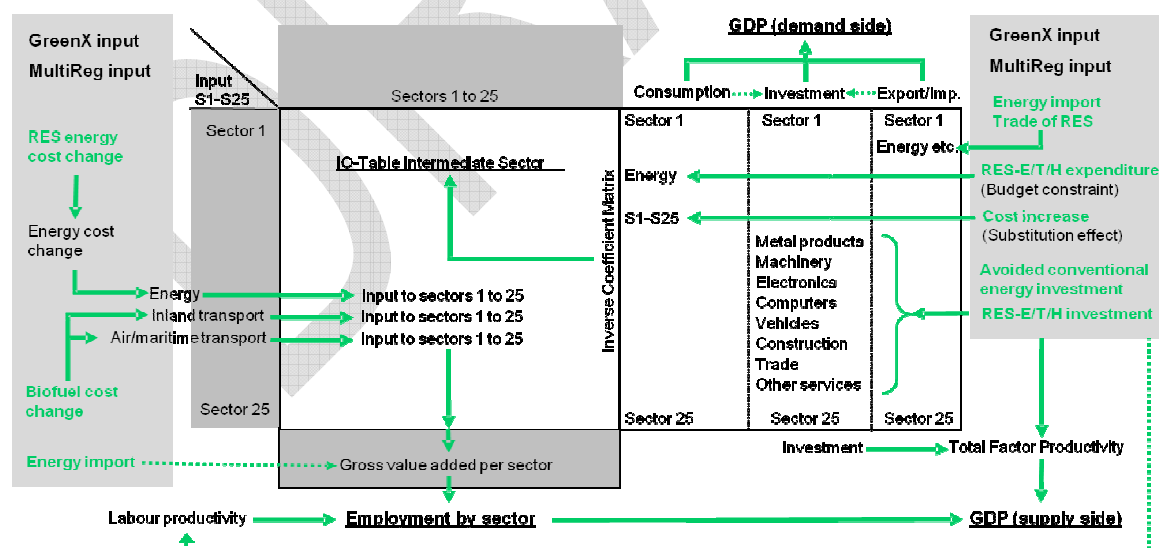 GreenX input
MultiReg input
Input
S1-S25
Sectors 1 to 25
GDP (demand side)
Consumption
Investment
Export/Imp.
GreenX input
MultiReg input
Sector 1
RES energy
cost change
Energy cost
change
Energy
Inland transport
Air/maritime transport
Biofuel cost
change
Sector 25
Energy import
IO-Table Intermediate Sector
Input to sectors 1 to 25
Input to sectors 1 to 25
Input to sectors 1 to 25
Gross value added per sector
Inverse Coefficient Matrix
Sector 1
Energy
S1-S25
Sector 25
Sector 1
Metal products
Machinery
Electronics
Computers
Vehicles
Construction
Trade
Other services
Sector 25
Sector 1
Energy etc.
Sector 25
Energy import
Trade of RES
RES-E/T/H expenditure
(Budget constraint)
Cost increase
(Substitution effect)
Avoided conventional
energy investment
RES-E/T/H investment
Investment
Total Factor Productivity
Labour productivity
Employment by sector
GDP (supply side)